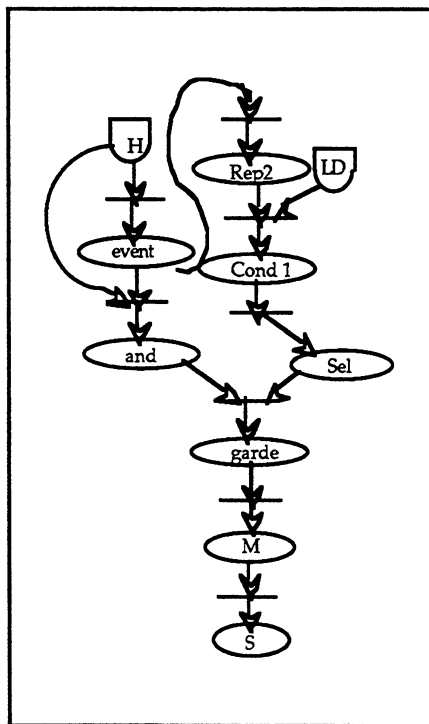 H
Rep2
LD
event
Cond 1
and
Sel
garde
M
S